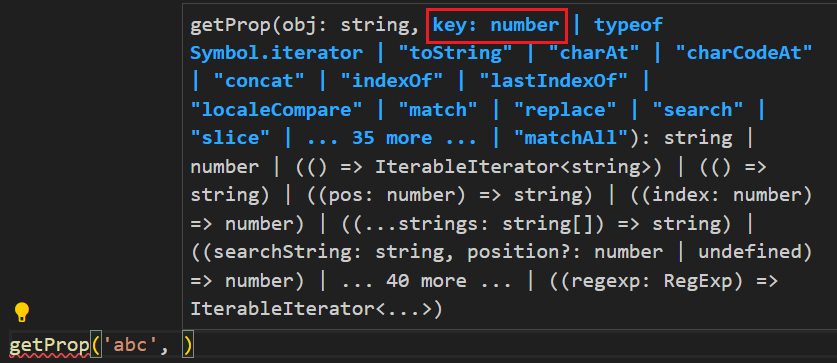 getProp(obj: string, key: number | typeof
Symbol.iterator | "toString" | "charAt" | "charCodeAt"
| "concat" | "indexOf" | "lastIndexOf" |
"localeCompare" | "match" | "replace" | "search" |
"slice" | ... 35 more ... | "matchAll"): string |
number | (() => IterableIterator<string>) | (() =>
string) | ((pos: number) => string) | ((index: number)
=> number) | ((...strings: string[]) => string) |
((searchString: string, position?: number | undefined)
=> number) | ... 40 more ... | ((regexp: RegExp) =>
IterableIterator<...>)
getProp('abc', )